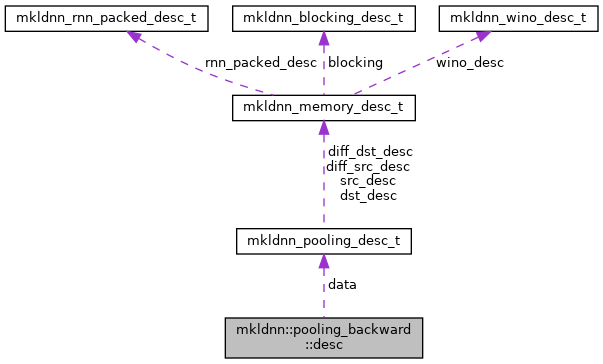 mkldnn_rnn_packed_desc_t
mkldnn_blocking_desc_t
mkldnn_wino_desc_t
rnn_packed_desc
blocking
wino_desc
mkldnn_memory_desc_t
diff_dst_desc
diff_src_desc
src_desc
dst_desc
mkldnn_pooling_desc_t
data
mkldnn::pooling_backward
::desc